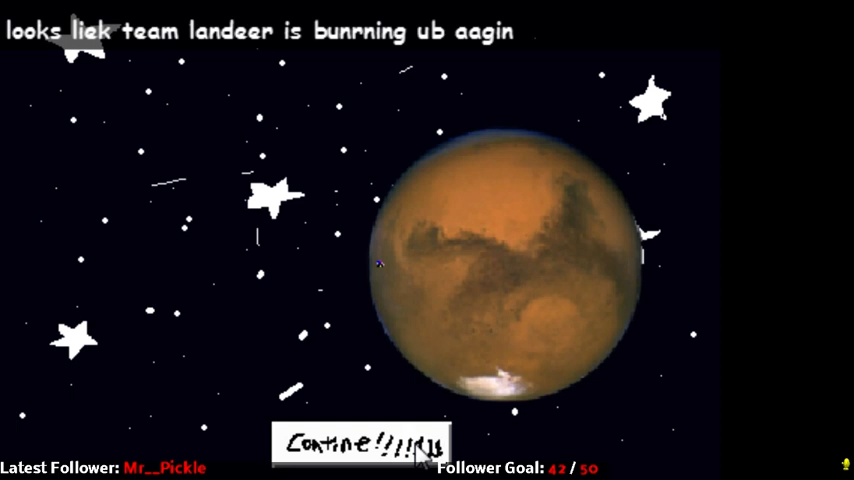 looks liek team landeer is bunrning ub aagin
Contine!!!!!!!
Latest Follower: Mr__Pickle
Follower Goal: 42 / 50